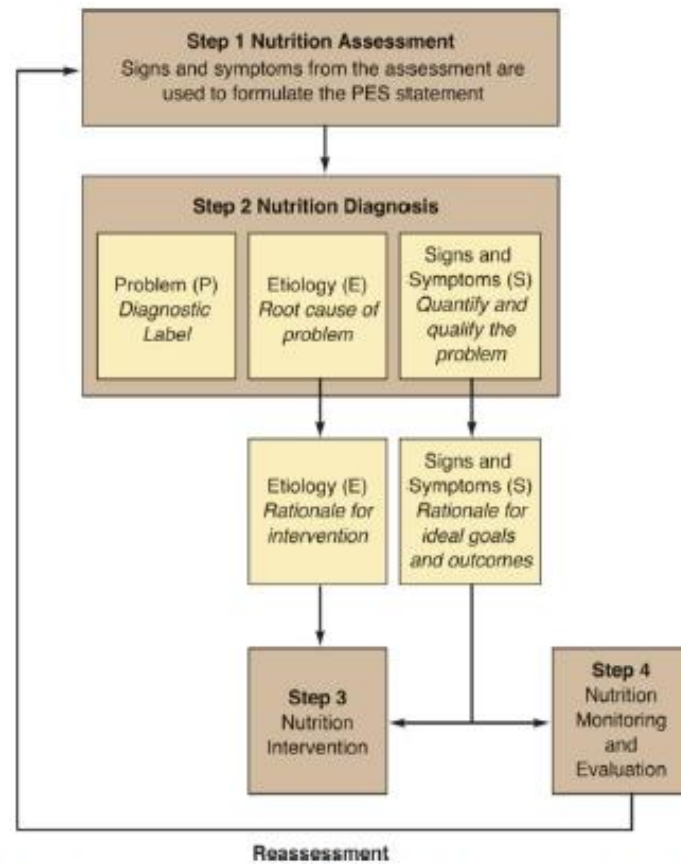 Step 1 Nutrition Assessment
Signs and symptoms from the assessment are
used to formulate the PES statement
Step 2 Nutrition Diagnosis
Problem (P)
Diagnostic
Label
Etiology (E)
Root cause of
problem
Signs and
Symptoms (S)
Quantify and
qualify the
problem
Etiology (E)
Rationale for
intervention
Signs and
Symptoms (S)
Rationale for
ideal goals
and outcomes
Step 3
Nutrition
Intervention
Step 4
Nutrition
Monitoring
and
Evaluation
Reassessment